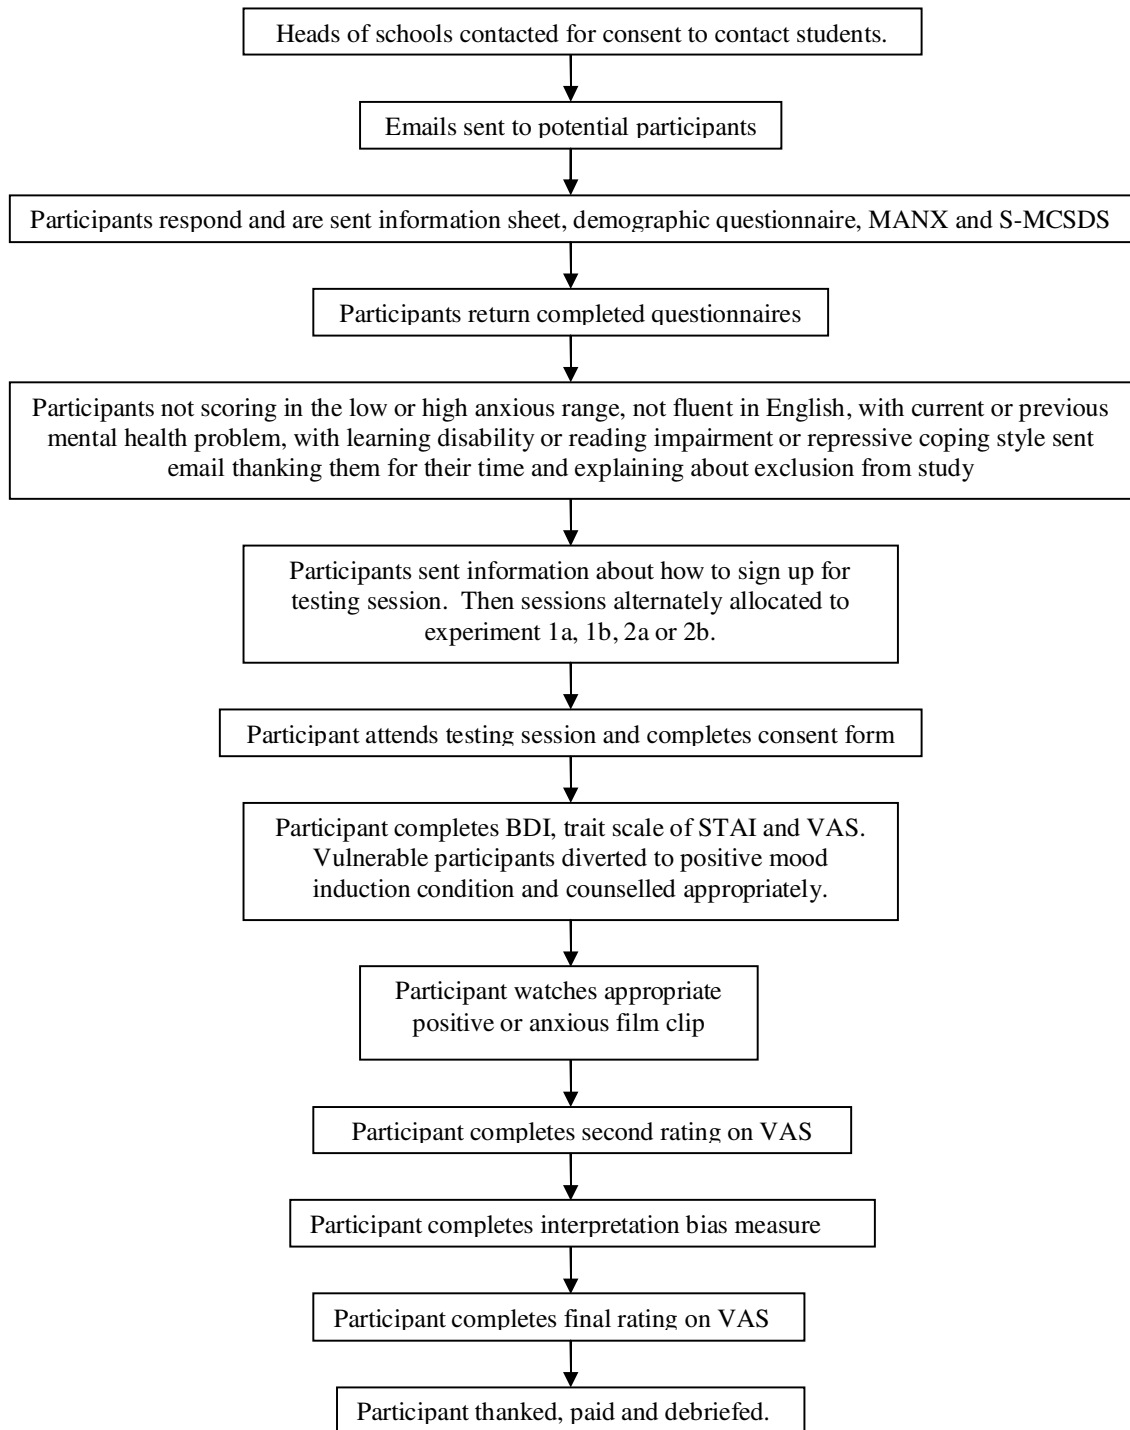 Heads of schools contacted for consent to contact students.
Emails sent to potential participants
Participants respond and are sent information sheet, demographic questionnaire, MANX and S-MCSDS
Participants return completed questionnaires
Participants not scoring in the low or high anxious range, not fluent in English, with current or previous
mental health problem, with learning disability or reading impairment or repressive coping style sent
email thanking them for their time and explaining about exclusion from study
Participants sent information about how to sign up for
testing session.  Then sessions alternately allocated to
experiment 1a, 1b, 2a or 2b.
Participant attends testing session and completes consent form
Participant completes BDI, trait scale of STAI and VAS.
Vulnerable participants diverted to positive mood
induction condition and counselled appropriately.
Participant watches appropriate
positive or anxious film clip
Participant completes second rating on VAS
Participant completes interpretation bias measure
Participant completes final rating on VAS
Participant thanked, paid and debriefed.